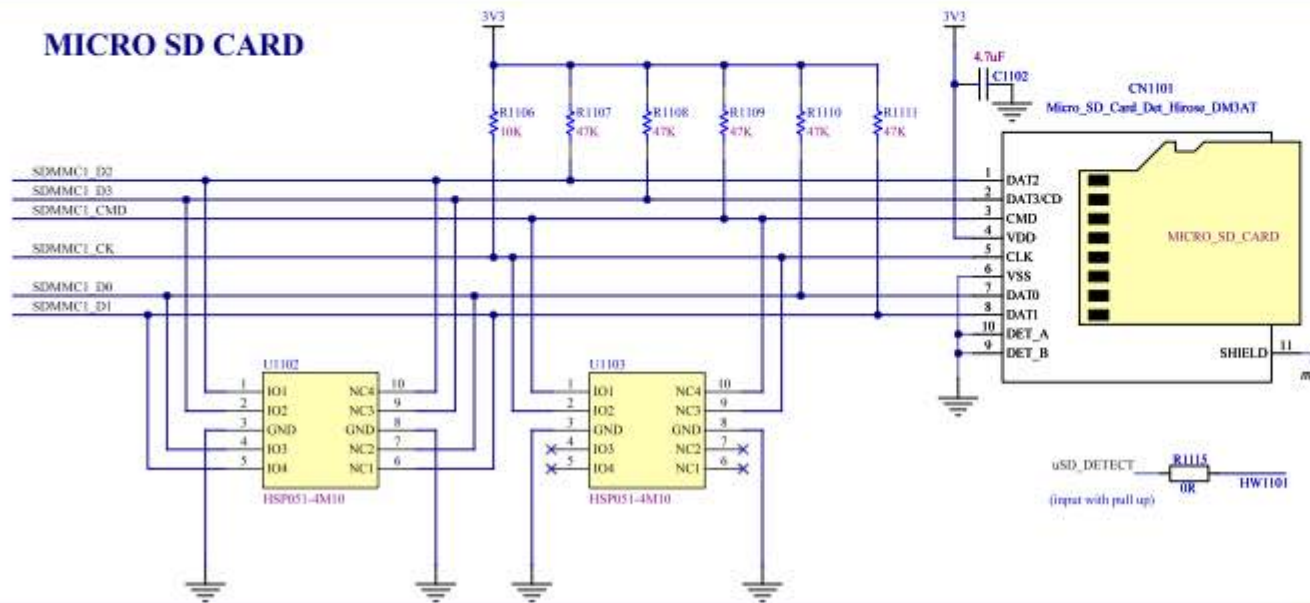 MICRO SD CARD
3V3
3V3
4.7uF
C1102
CN1101
Micro_SD_Card_Det_Hirose_DM3AT
R1106
10K
R1107
47K
R1108
47K
R1109
47K
R1110
47K
R1111
47K
SDMMC1_D2
SDMMC1_D3
SDMMC1_CMD
SDMMC1_CK
SDMMC1_D0
SDMMC1_D1
1 DAT2
2 DAT3/CD
3 CMD
4 VDD
5 CLK
6 VSS
7 DAT0
8 DAT1
10 DET_A
9 DET_B
MICRO_SD_CARD
SHIELD 11
U1102
1 IO1 NC4 10
2 IO2 NC3 9
3 GND GND 8
4 IO3 NC2 7
5 IO4 NC1 6
HSP051-4M10
U1103
1 IO1 NC4 10
2 IO2 NC3 9
3 GND GND 8
4 IO3 NC2 7
5 IO4 NC1 6
HSP051-4M10
uSD_DETECT
R1115
0R
HW1101
(input with pull up)